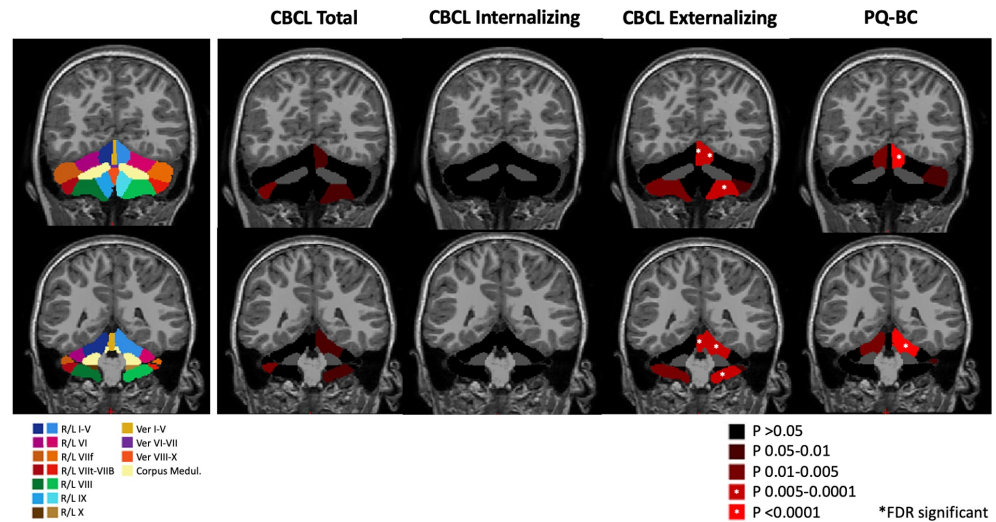 CBCL Total
CBCL Internalizing
CBCL Externalizing
PQ-BC
R/L I-V
R/L VI
R/L VIIf
R/L VIIt-VIIB
R/L VIII
R/L IX
R/L X
Ver I-V
Ver VI-VII
Ver VIII-X
Corpus Medul.
P >0.05
P 0.05-0.01
P 0.01-0.005
P 0.005-0.0001
P <0.0001
*FDR significant